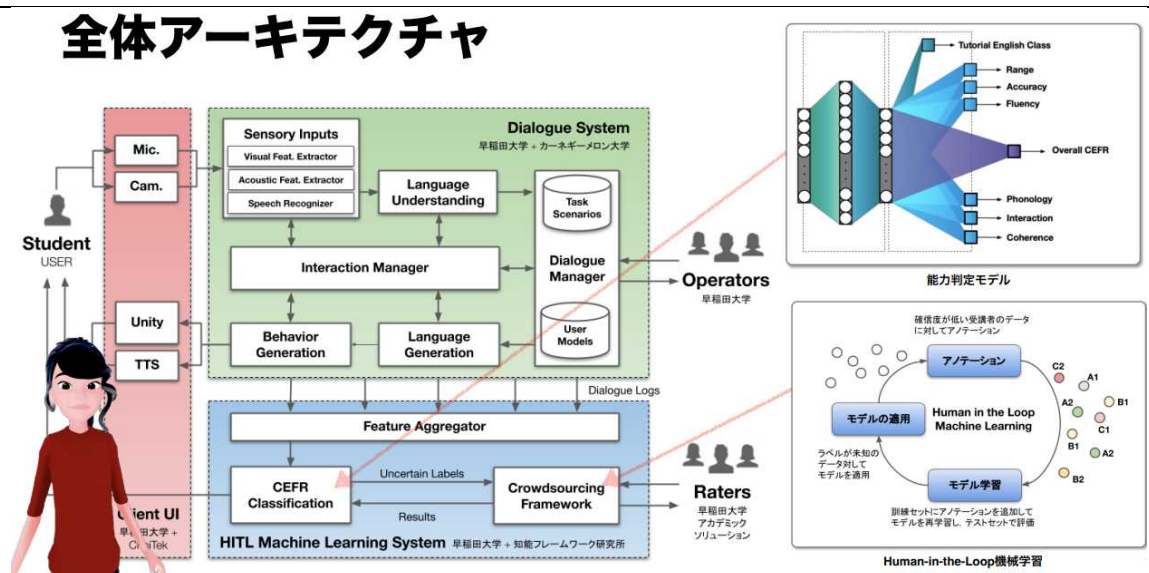 全体アーキテクチャ
Mic.
Cam.
Student
USER
Unity
TTS
早稲田大学 +
Sensory Inputs
Visual Feat. Extractor
Acoustic Feat. Extractor
Speech Recognizer
Dialogue System
早稲田大学 + カーネギーメロン大学
Language
Understanding
Task
Scenarios
Interaction Manager
Dialogue
Manager
Behavior
Generation
Language
Generation
User
Models
Operators
早稲田大学
Dialogue Logs
Feature Aggregator
CEFR
Classification
Uncertain Labels
Results
Crowdsourcing
Framework
Raters
早稲田大学
アカデミック
ソリューション
HITL Machine Learning System 早稲田大学 + 知能フレームワーク研究所
Tutorial English Class
Range
Accuracy
Fluency
Overall CEFR
Phonology
Interaction
Coherence
能力判定モデル
確信度が低い受講者のデータ
に対してアノテーション
アノテーション
C2
A1
A2
B1
C1
B1
A2
B2
モデルの適用
Human in the Loop
Machine Learning
ラベルが未知の
データ対して
モデルを適用
モデル学習
訓練セットにアノテーションを追加して
モデルを再学習し、テストセットで評価
Human-in-the-Loop機械学習